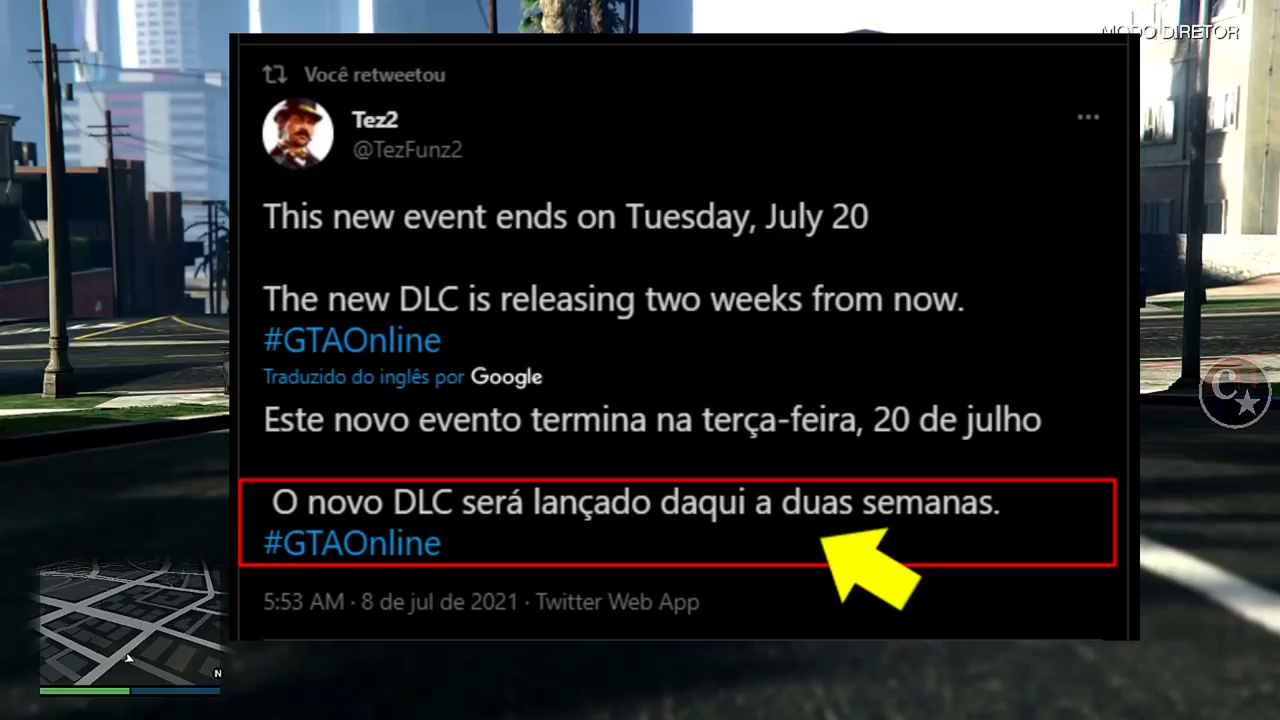 MODO DIRETOR
Você retweetou
Tez2
@TezFunz2
This new event ends on Tuesday, July 20
The new DLC is releasing two weeks from now.
#GTAOnline
Traduzido do inglês por Google
Este novo evento termina na terça-feira, 20 de julho
O novo DLC será lançado daqui a duas semanas.
#GTAOnline
5:53 AM · 8 de jul de 2021 · Twitter Web App
C
N